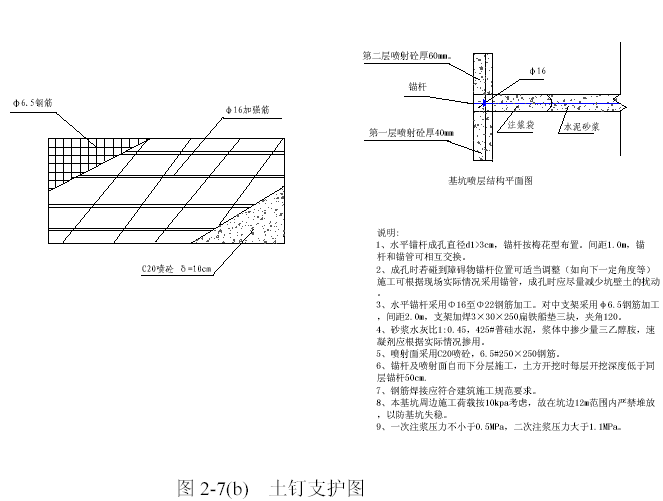 第二层喷射砼厚60mm。
φ16
锚杆
φ6.5钢筋
φ16加强筋
注浆袋
水泥砂浆
第一层喷射砼厚40mm
基坑喷层结构平面图
C20喷砼 δ=10cm
说明:
1、水平锚杆成孔直径d1>3cm，锚杆按梅花型布置。间距1.0m，锚
杆和锚管可相互交换。
2、成孔时若碰到障碍物锚杆位置可适当调整（如向下一定角度等）
施工可根据现场实际情况采用锚管，成孔时应尽量减少坑壁土的扰动
。
3、水平锚杆采用Φ16至Φ22钢筋加工。对中支架采用φ6.5钢筋加工
，间距2.0m，支架加焊3×30×250扁铁船垫三块，夹角120。
4、砂浆水灰比1:0.45，425#普硅水泥，浆体中掺少量三乙醇胺，速
凝剂应根据实际情况掺用。
5、喷射面采用C20喷砼，6.5#250×250钢筋。
6、锚杆及喷射面自而下分层施工，土方开挖时每层开挖深度低于同
层锚杆50cm.
7、钢筋焊接应符合建筑施工规范要求。
8、本基坑周边施工荷载按10kpa考虑，故在坑边12m范围内严禁堆放
，以防基坑失稳。
9、一次注浆压力不小于0.5MPa，二次注浆压力大于1.1MPa。
图 2-7(b) 土钉支护图